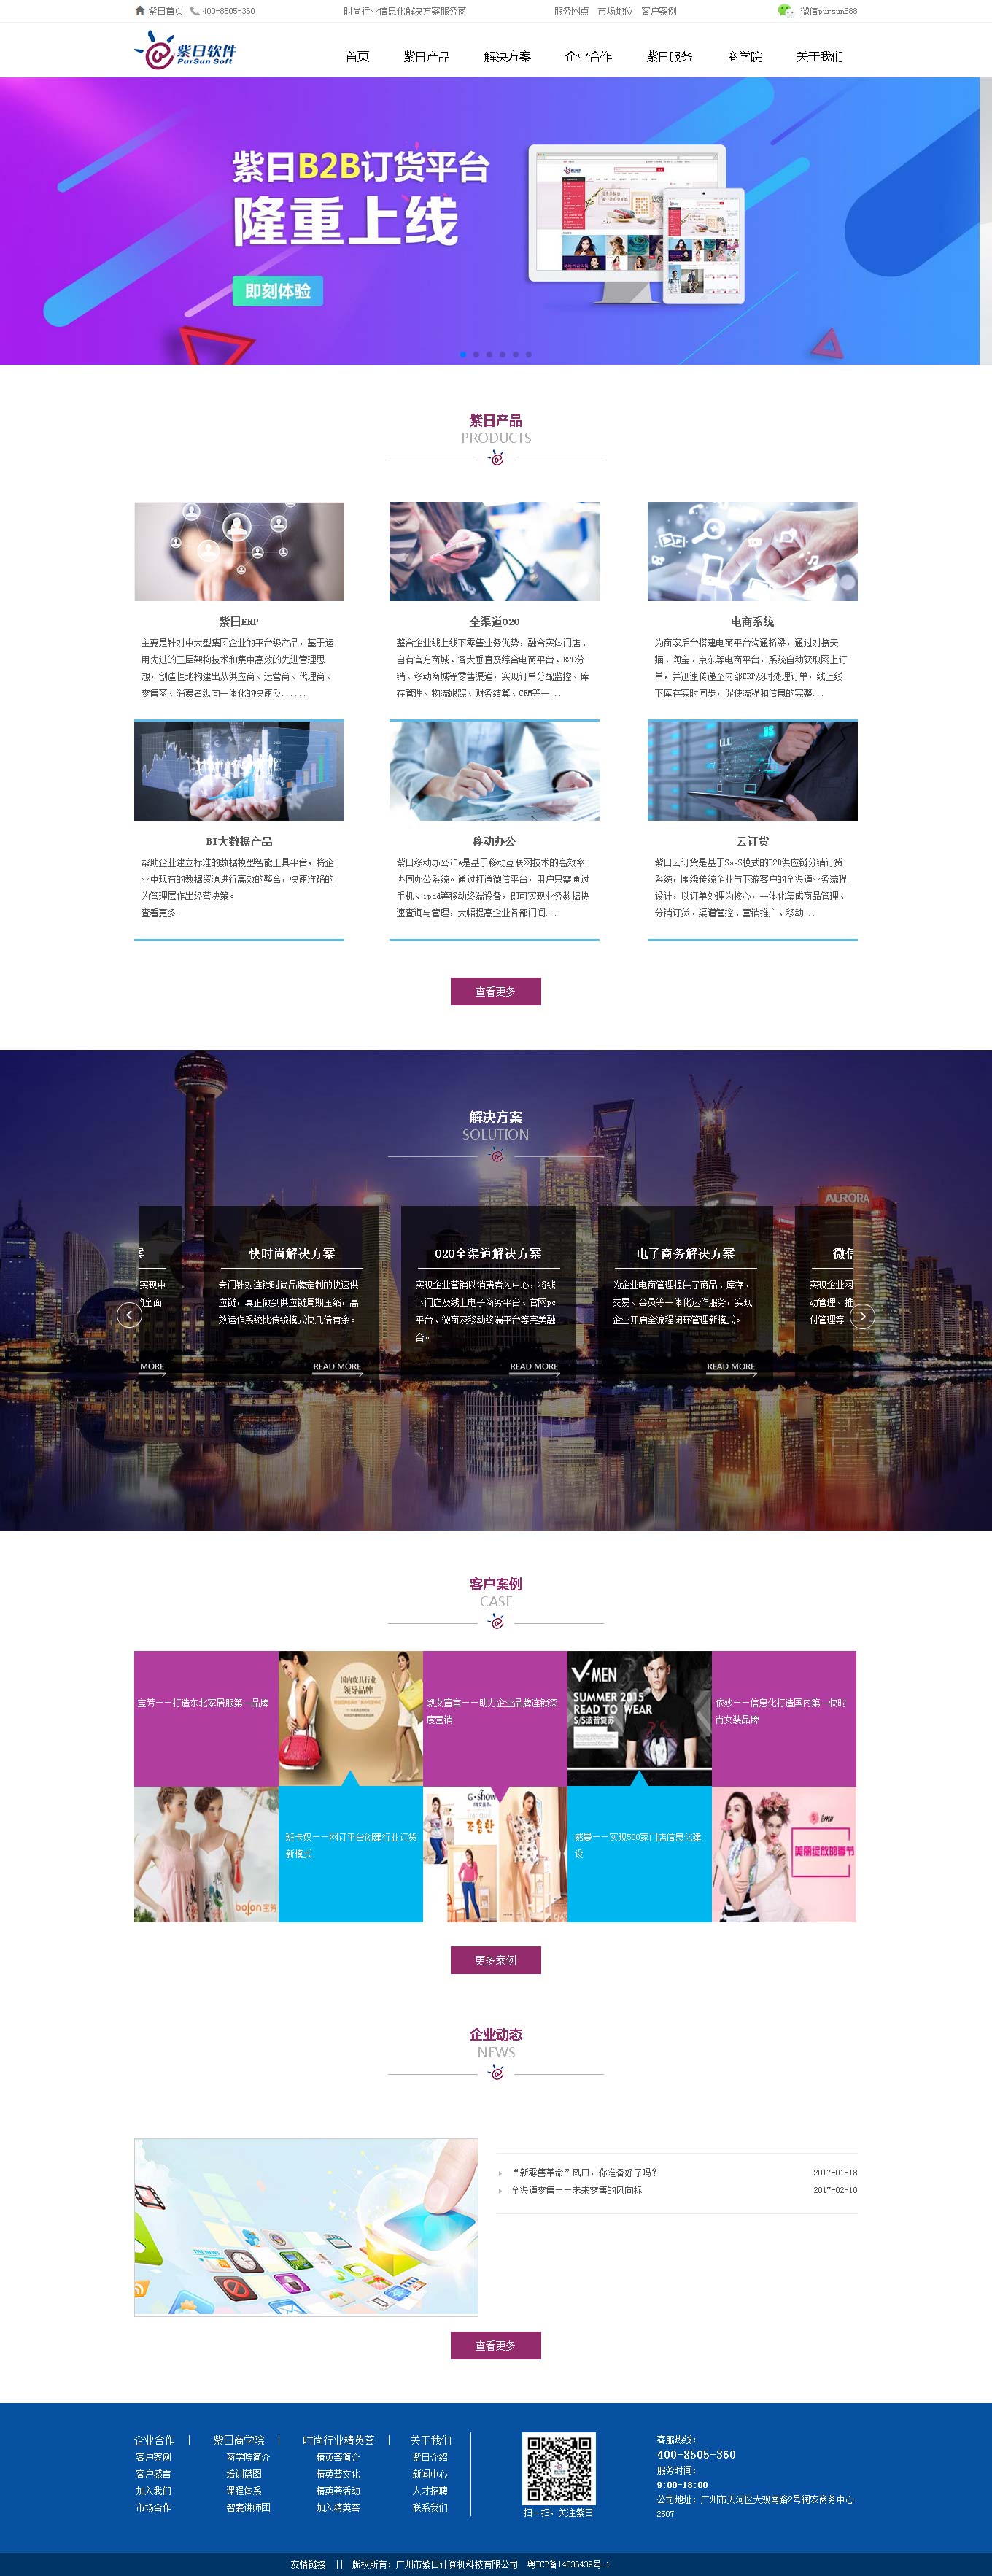 紫日首页 400-8505-360 时尚行业信息化解决方案服务商 服务网点 市场地位 客户案例 微信pursun888
紫日软件
PurSun Soft
首页 紫日产品 解决方案 企业合作 紫日服务 商学院 关于我们
紫日B2B订货平台
隆重上线
即刻体验
紫日产品
PRODUCTS
紫日ERP
主要是针对中大型集团企业的平台级产品，基于运
用先进的三层架构技术和集中高效的先进管理思
想，创造性地构建出从供应商、运营商、代理商、
零售商、消费者纵向一体化的快速反......
全渠道O2O
整合企业线上线下零售业务优势，融合实体门店、
自有官方商城、各大垂直及综合电商平台、B2C分
销、移动商城等零售渠道，实现订单分配监控、库
存管理、物流跟踪、财务结算、CRM等一...
电商系统
为商家后台搭建电商平台沟通桥梁，通过对接天
猫、淘宝、京东等电商平台，系统自动获取网上订
单，并迅速传递至内部ERP及时处理订单，线上线
下库存实时同步，促使流程和信息的完整...
BI大数据产品
帮助企业建立标准的数据模型智能工具平台，将企
业中现有的数据资源进行高效的整合，快速准确的
为管理层作出经营决策。
查看更多
移动办公
紫日移动办公iOA是基于移动互联网技术的高效率
协同办公系统。通过打通微信平台，用户只需通过
手机、ipad等移动终端设备，即可实现业务数据快
速查询与管理，大幅提高企业各部门间...
云订货
紫日云订货是基于SaaS模式的B2B供应链分销订货
系统，围绕传统企业与下游客户的全渠道业务流程
设计，以订单处理为核心，一体化集成商品管理、
分销订货、渠道管控、营销推广、移动...
查看更多
解决方案
SOLUTION
AURORA
案
实现中
的全面
MORE
快时尚解决方案
专门针对连锁时尚品牌定制的快速供
应链，真正做到供应链周期压缩，高
效运作系统比传统模式快几倍有余。
READ MORE
O2O全渠道解决方案
实现企业营销以消费者为中心，将线
下门店及线上电子商务平台、官网pc
平台、微商及移动终端平台等完美融
合。
READ MORE
电子商务解决方案
为企业电商管理提供了商品、库存、
交易、会员等一体化运作服务，实现
企业开启全流程闭环管理新模式。
READ MORE
微信
实现企业网
动管理、推
付管理等一
客户案例
CASE
宝芳——打造东北家居服第一品牌
国内皮具行业
领导品牌
淑女宣言——助力企业品牌连锁深
度营销
V-MEN
SUMMER 2015
READ TO WEAR
S/S波普复苏
依妙——信息化打造国内第一快时
尚女装品牌
bofon 宝芳
班卡奴——网订平台创建行业订货
新模式
G·show
威曼——实现500家门店信息化建
设
美丽绽放的季节
更多案例
企业动态
NEWS
“新零售革命”风口，你准备好了吗？ 2017-01-18
全渠道零售——未来零售的风向标 2017-02-10
查看更多
企业合作 | 紫日商学院 | 时尚行业精英荟 | 关于我们
客户案例 商学院简介 精英荟简介 紫日介绍
客户感言 培训蓝图 精英荟文化 新闻中心
加入我们 课程体系 精英荟活动 人才招聘
市场合作 智囊讲师团 加入精英荟 联系我们
扫一扫，关注紫日
客服热线：
400-8505-360
服务时间：
9:00-18:00
公司地址：广州市天河区大观南路2号润农商务中心
2507
友情链接 || 版权所有：广州市紫日计算机科技有限公司 粤ICP备14036439号-1